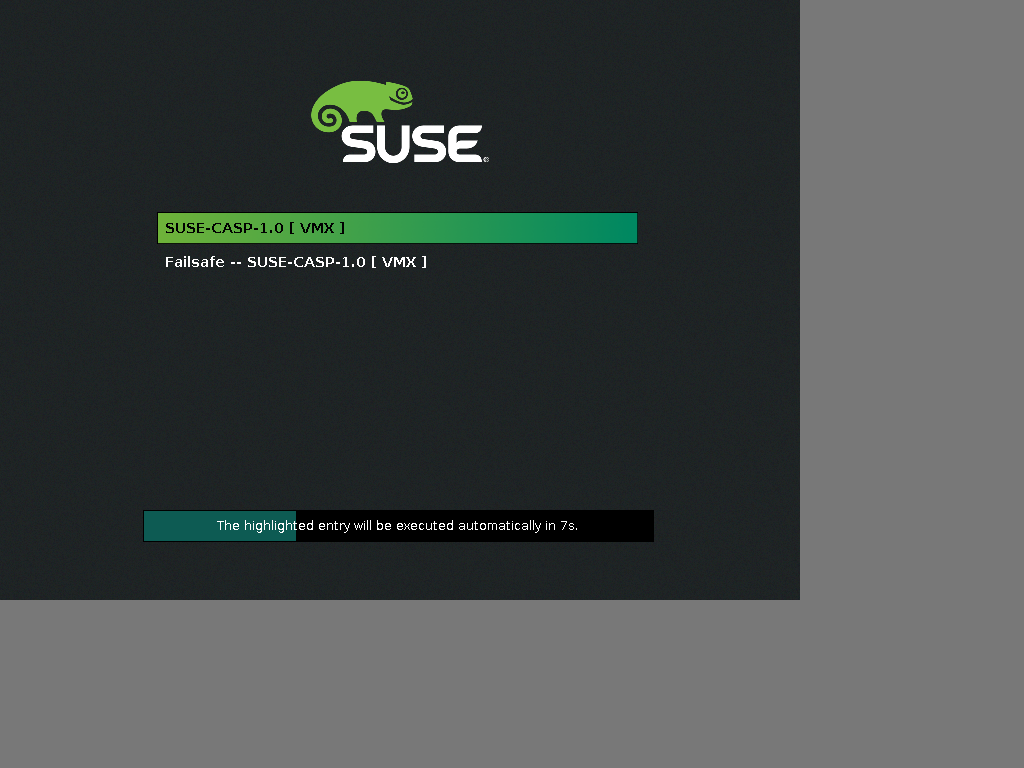 SUSE®
SUSE-CASP-1.0 [ VMX ]
Failsafe -- SUSE-CASP-1.0 [ VMX ]
The highlighted entry will be executed automatically in 7s.